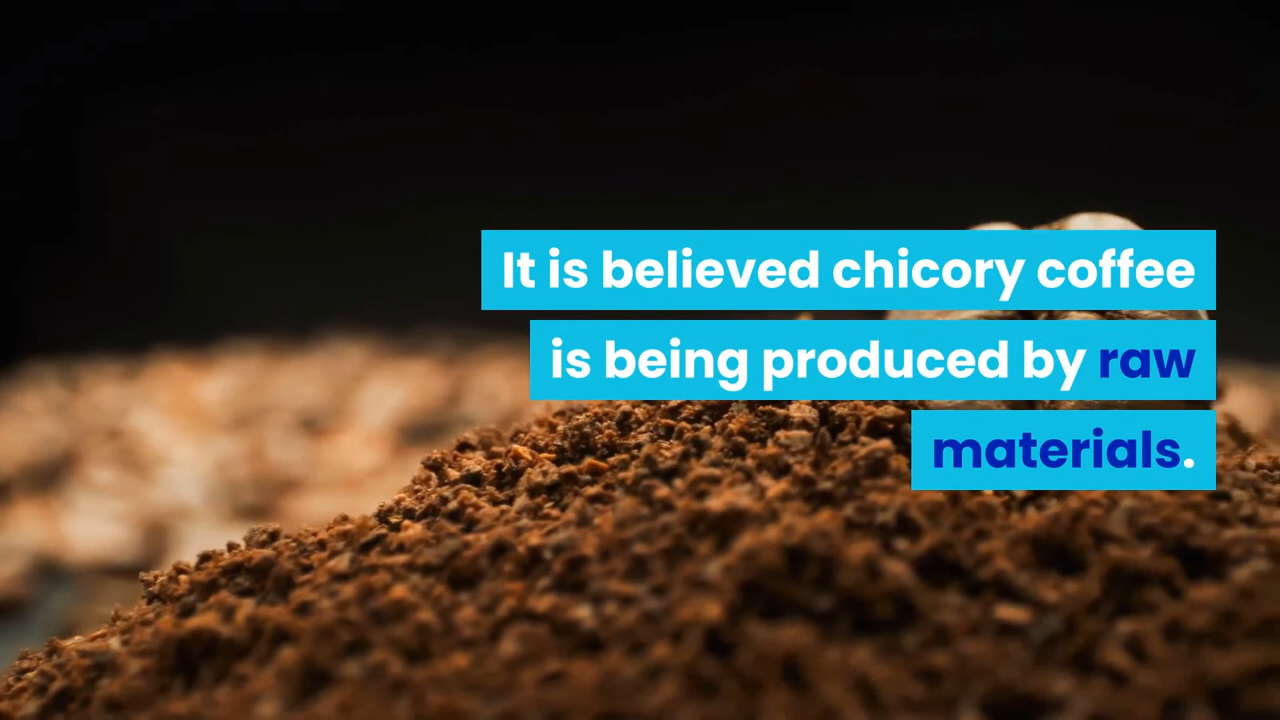 It is believed chicory coffee
is being produced by raw
materials.